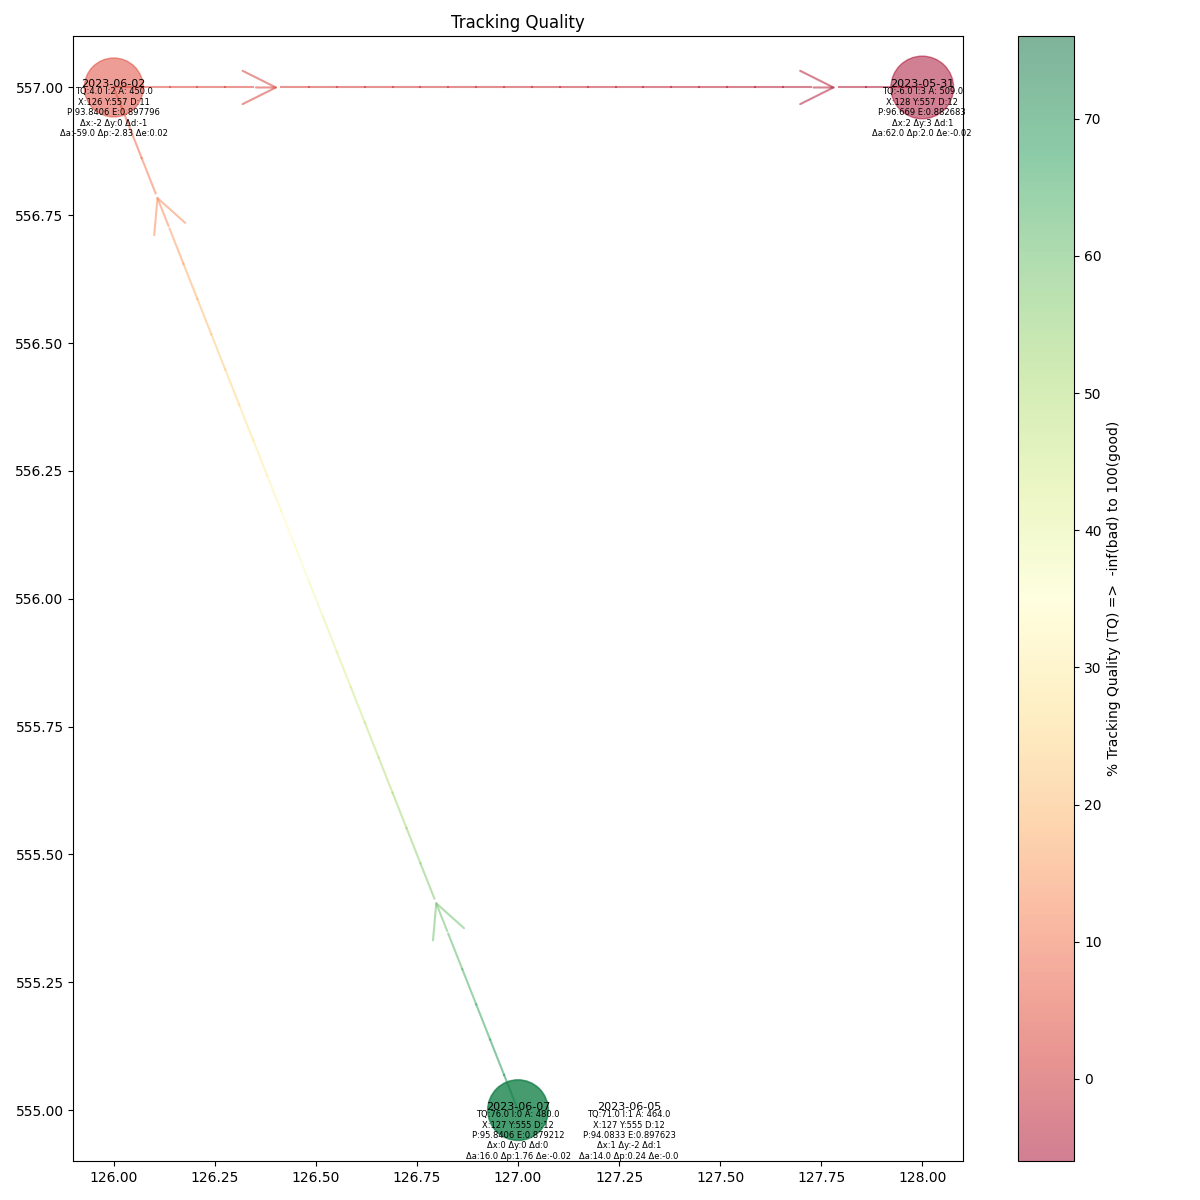 Tracking Quality
557.00
556.75
556.50
556.25
556.00
555.75
555.50
555.25
555.00
2023-06-02
TQ:4.0 I:2 A: 450.0
X:126 Y:557 D:11
P:93.8406 E:0.897796
Δx:-2 Δy:0 Δd:-1
Δa:-59.0 Δp:-2.83 Δe:0.02
2023-05-31
TQ:-6.0 I:3 A: 509.0
X:128 Y:557 D:12
P:96.669 E:0.882683
Δx:2 Δy:3 Δd:1
Δa:62.0 Δp:2.0 Δe:-0.02
2023-06-07
TQ:76.0 I:0 A: 480.0
X:127 Y:555 D:12
P:95.8406 E:0.879212
Δx:0 Δy:0 Δd:0
Δa:16.0 Δp:1.76 Δe:-0.02
2023-06-05
TQ:71.0 I:1 A: 464.0
X:127 Y:555 D:12
P:94.0833 E:0.897623
Δx:1 Δy:-2 Δd:1
Δa:14.0 Δp:0.24 Δe:-0.0
126.00 126.25 126.50 126.75 127.00 127.25 127.50 127.75 128.00
70
60
50
40
30
20
10
0
% Tracking Quality (TQ) => -inf(bad) to 100(good)